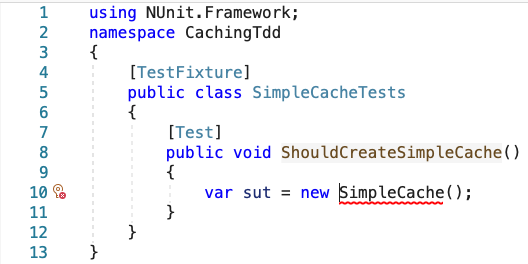 1 using NUnit.Framework;
2 namespace CachingTdd
3 {
4 [TestFixture]
5 public class SimpleCacheTests
6 {
7 [Test]
8 public void ShouldCreateSimpleCache()
9 {
10 var sut = new SimpleCache();
11 }
12 }
13 }